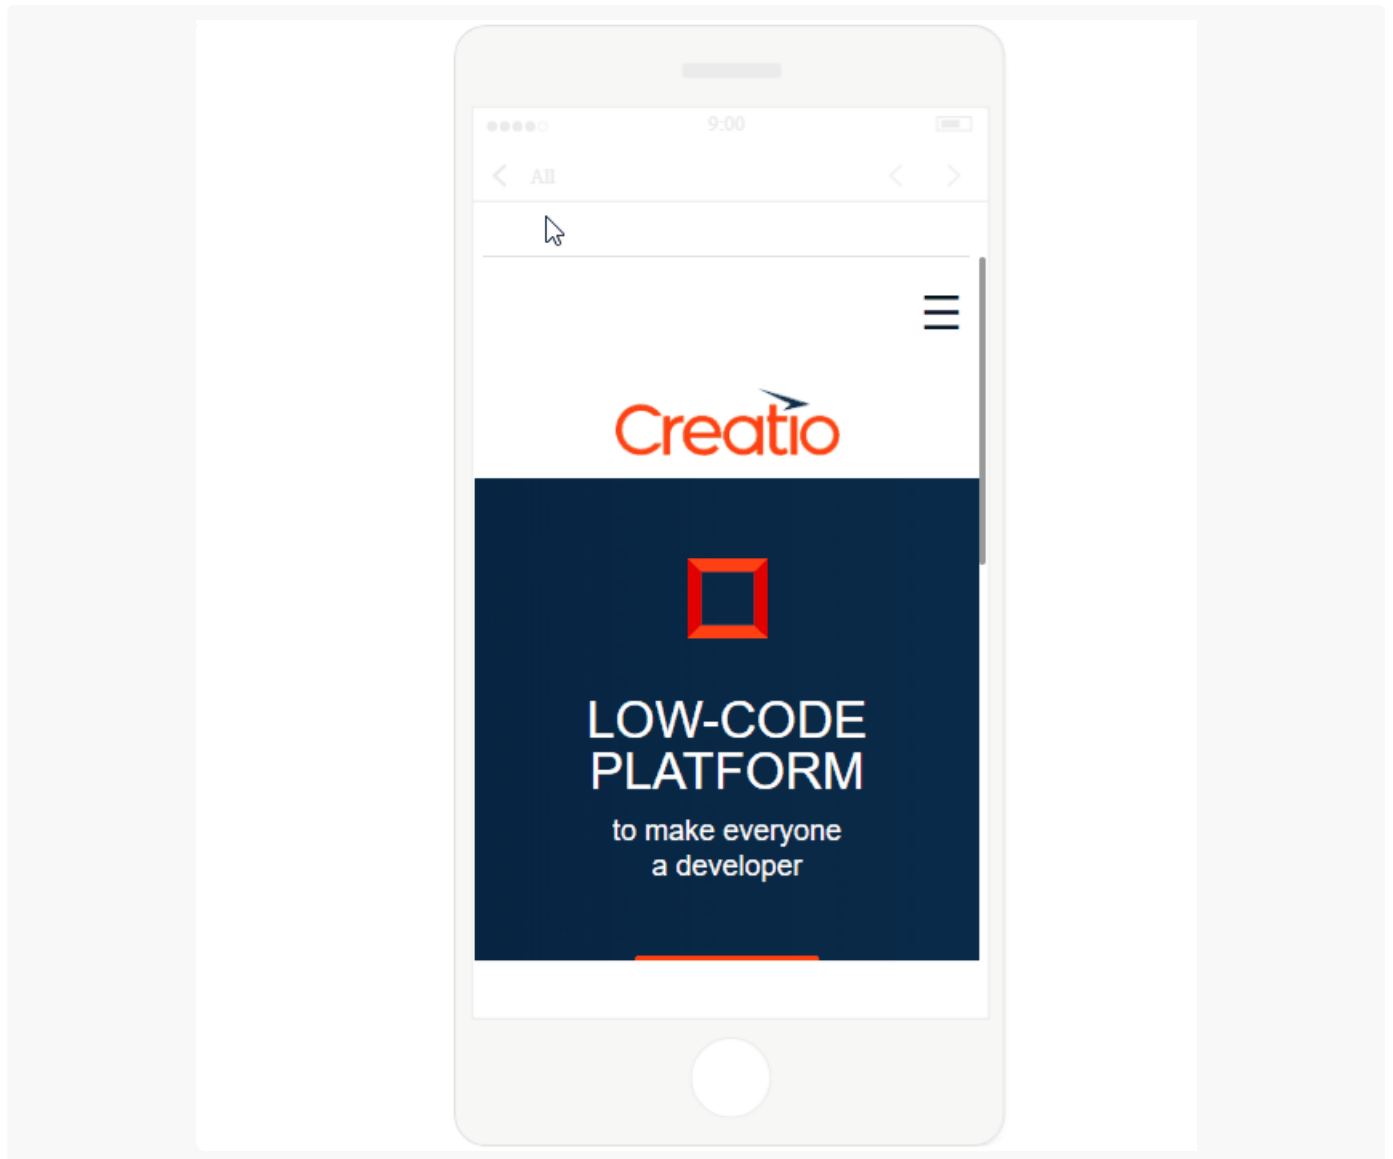 9:00
All
Creatio
LOW-CODE
PLATFORM
to make everyone
a developer